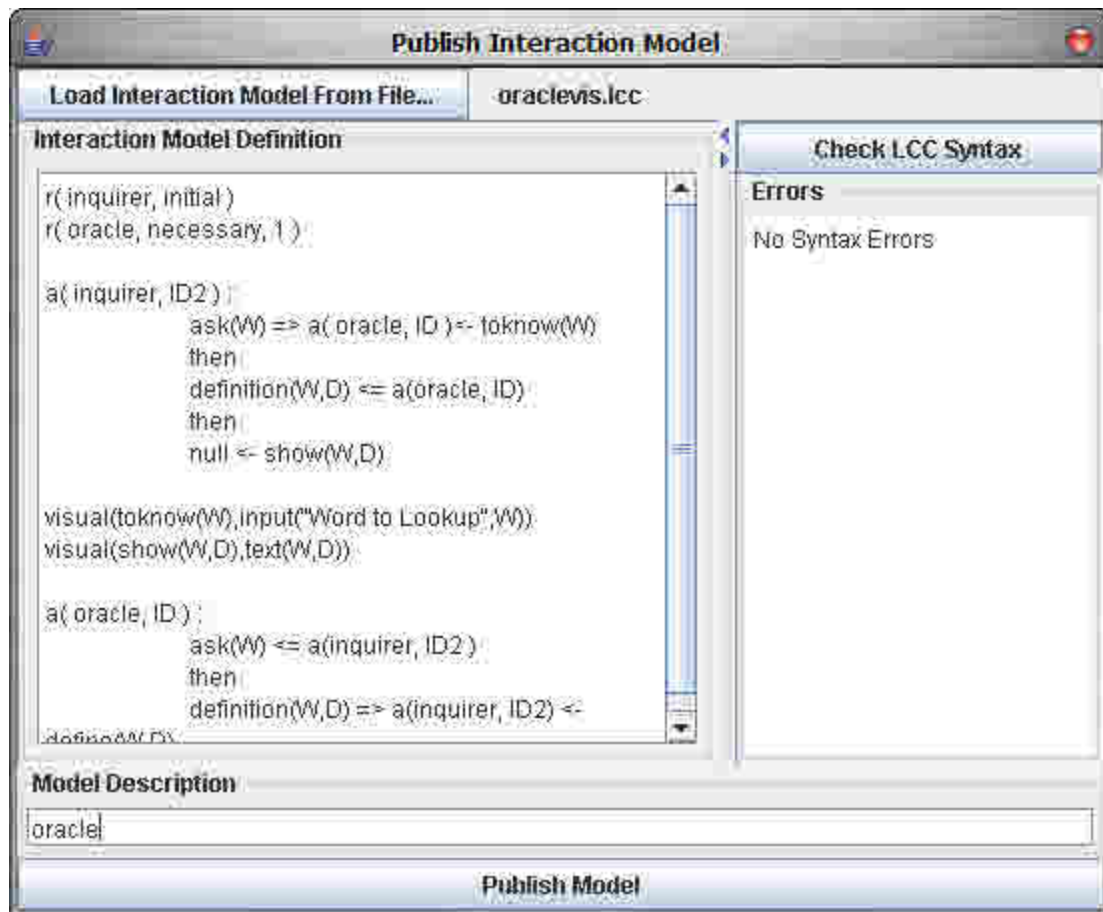 Publish Interaction Model
Load Interaction Model From File...
oraclevis.lcc
Interaction Model Definition
r( inquirer, initial )
r( oracle, necessary, 1 )
a( inquirer, ID2 ) :
ask(W) => a( oracle, ID )<- toknow(W)
then
definition(W,D) <= a(oracle, ID)
then
null <- show(W,D)
visual(toknow(W),input("Word to Lookup",W))
visual(show(W,D),text(W,D))
a( oracle, ID ) :
ask(W) <= a(inquirer, ID2 )
then
definition(W,D) => a(inquirer, ID2) <-
define(W,D)
Check LCC Syntax
Errors
No Syntax Errors
Model Description
oracle
Publish Model